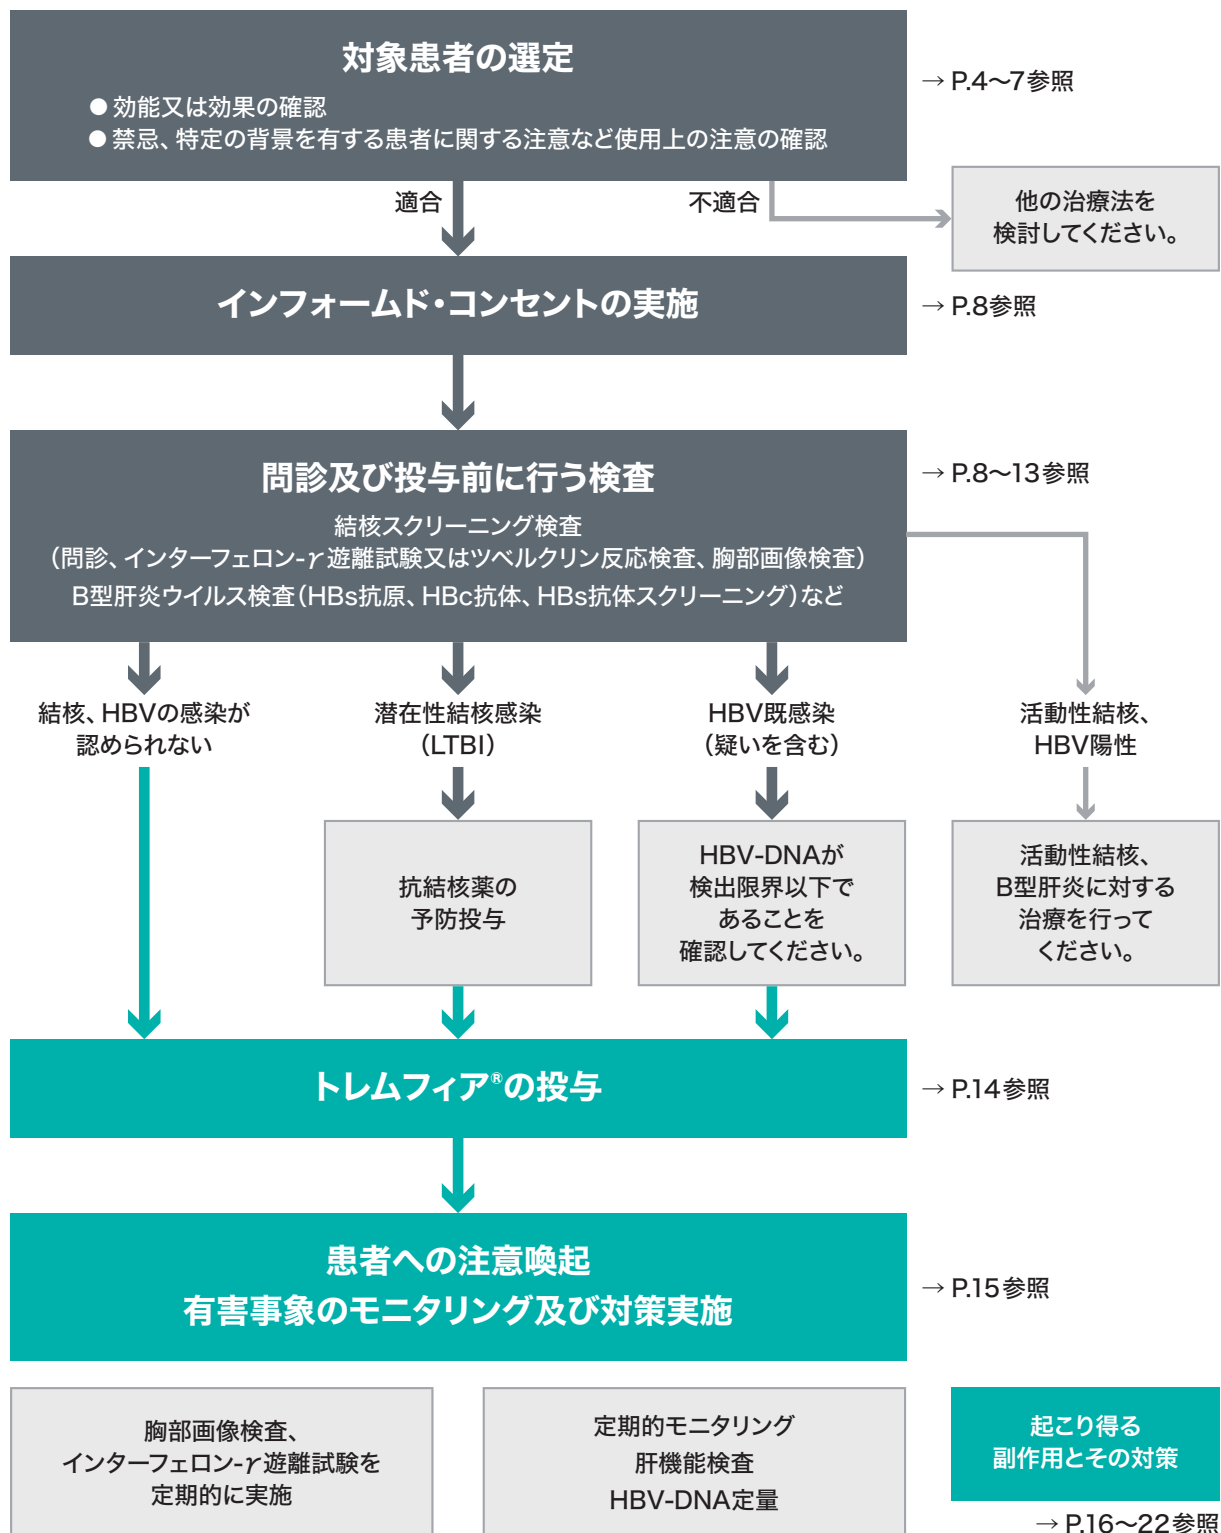 対象患者の選定
● 効能又は効果の確認
● 禁忌、特定の背景を有する患者に関する注意など使用上の注意の確認
→ P.4〜7参照
適合
不適合
他の治療法を
検討してください。
インフォームド・コンセントの実施
→ P.8参照
問診及び投与前に行う検査
→ P.8〜13参照
結核スクリーニング検査
（問診、インターフェロン-γ遊離試験又はツベルクリン反応検査、胸部画像検査）
B型肝炎ウイルス検査（HBs抗原、HBc抗体、HBs抗体スクリーニング）など
結核、HBVの感染が
認められない
潜在性結核感染
（LTBI）
HBV既感染
（疑いを含む）
活動性結核、
HBV陽性
抗結核薬の
予防投与
HBV-DNAが
検出限界以下で
あることを
確認してください。
活動性結核、
B型肝炎に対する
治療を行って
ください。
トレムフィア®の投与
→ P.14参照
患者への注意喚起
有害事象のモニタリング及び対策実施
→ P.15参照
胸部画像検査、
インターフェロン-γ遊離試験を
定期的に実施
定期的モニタリング
肝機能検査
HBV-DNA定量
起こり得る
副作用とその対策
→ P.16〜22参照